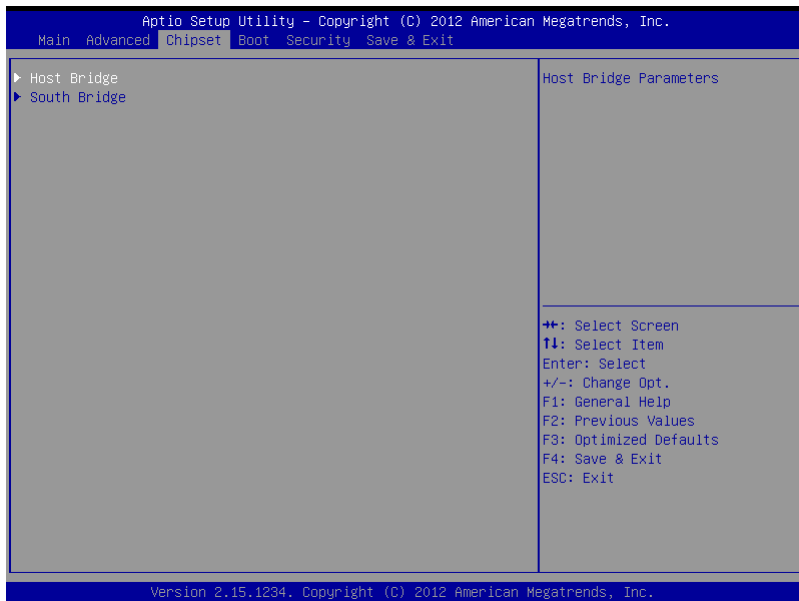 Aptio Setup Utility – Copyright (C) 2012 American Megatrends, Inc.
Main Advanced Chipset Boot Security Save & Exit
Host Bridge
South Bridge
Host Bridge Parameters
→←: Select Screen
↑↓: Select Item
Enter: Select
+/-: Change Opt.
F1: General Help
F2: Previous Values
F3: Optimized Defaults
F4: Save & Exit
ESC: Exit
Version 2.15.1234. Copyright (C) 2012 American Megatrends, Inc.